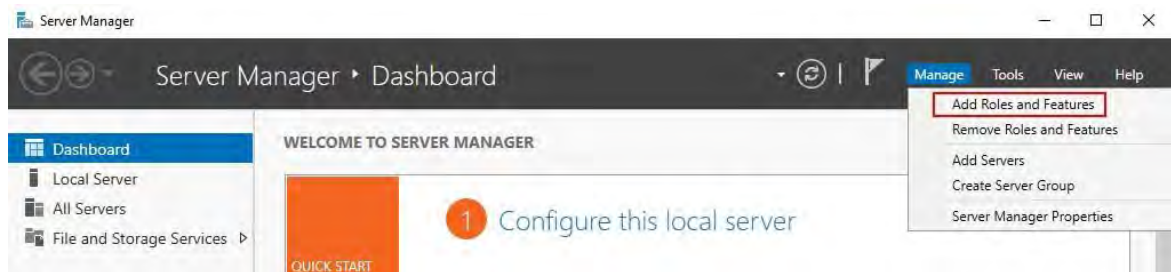 Server Manager
Server Manager • Dashboard
Manage Tools View Help
Add Roles and Features
Remove Roles and Features
Add Servers
Create Server Group
Server Manager Properties
Dashboard
Local Server
All Servers
File and Storage Services
WELCOME TO SERVER MANAGER
1 Configure this local server
QUICK START